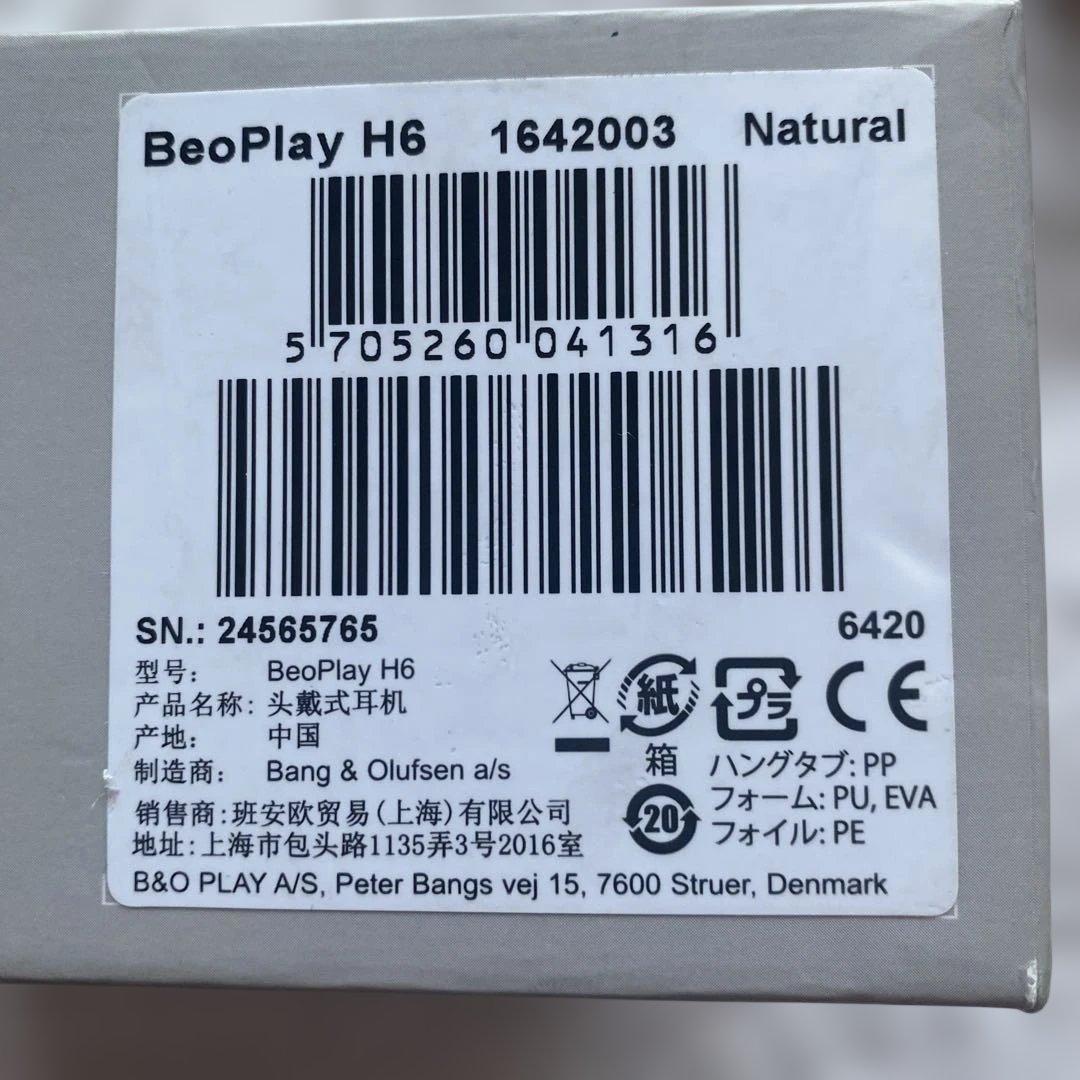 BeoPlay H6 1642003 Natural
5 705260 041316
SN.: 24565765 6420
型号: BeoPlay H6
产品名称: 头戴式耳机
产地: 中国
制造商: Bang & Olufsen a/s
销售商:班安欧贸易(上海)有限公司
地址:上海市包头路1135弄3号2016室
紙
プラ
CE
箱
ハングタブ: PP
フォーム: PU, EVA
20
フォイル: PE
B&O PLAY A/S, Peter Bangs vej 15, 7600 Struer, Denmark